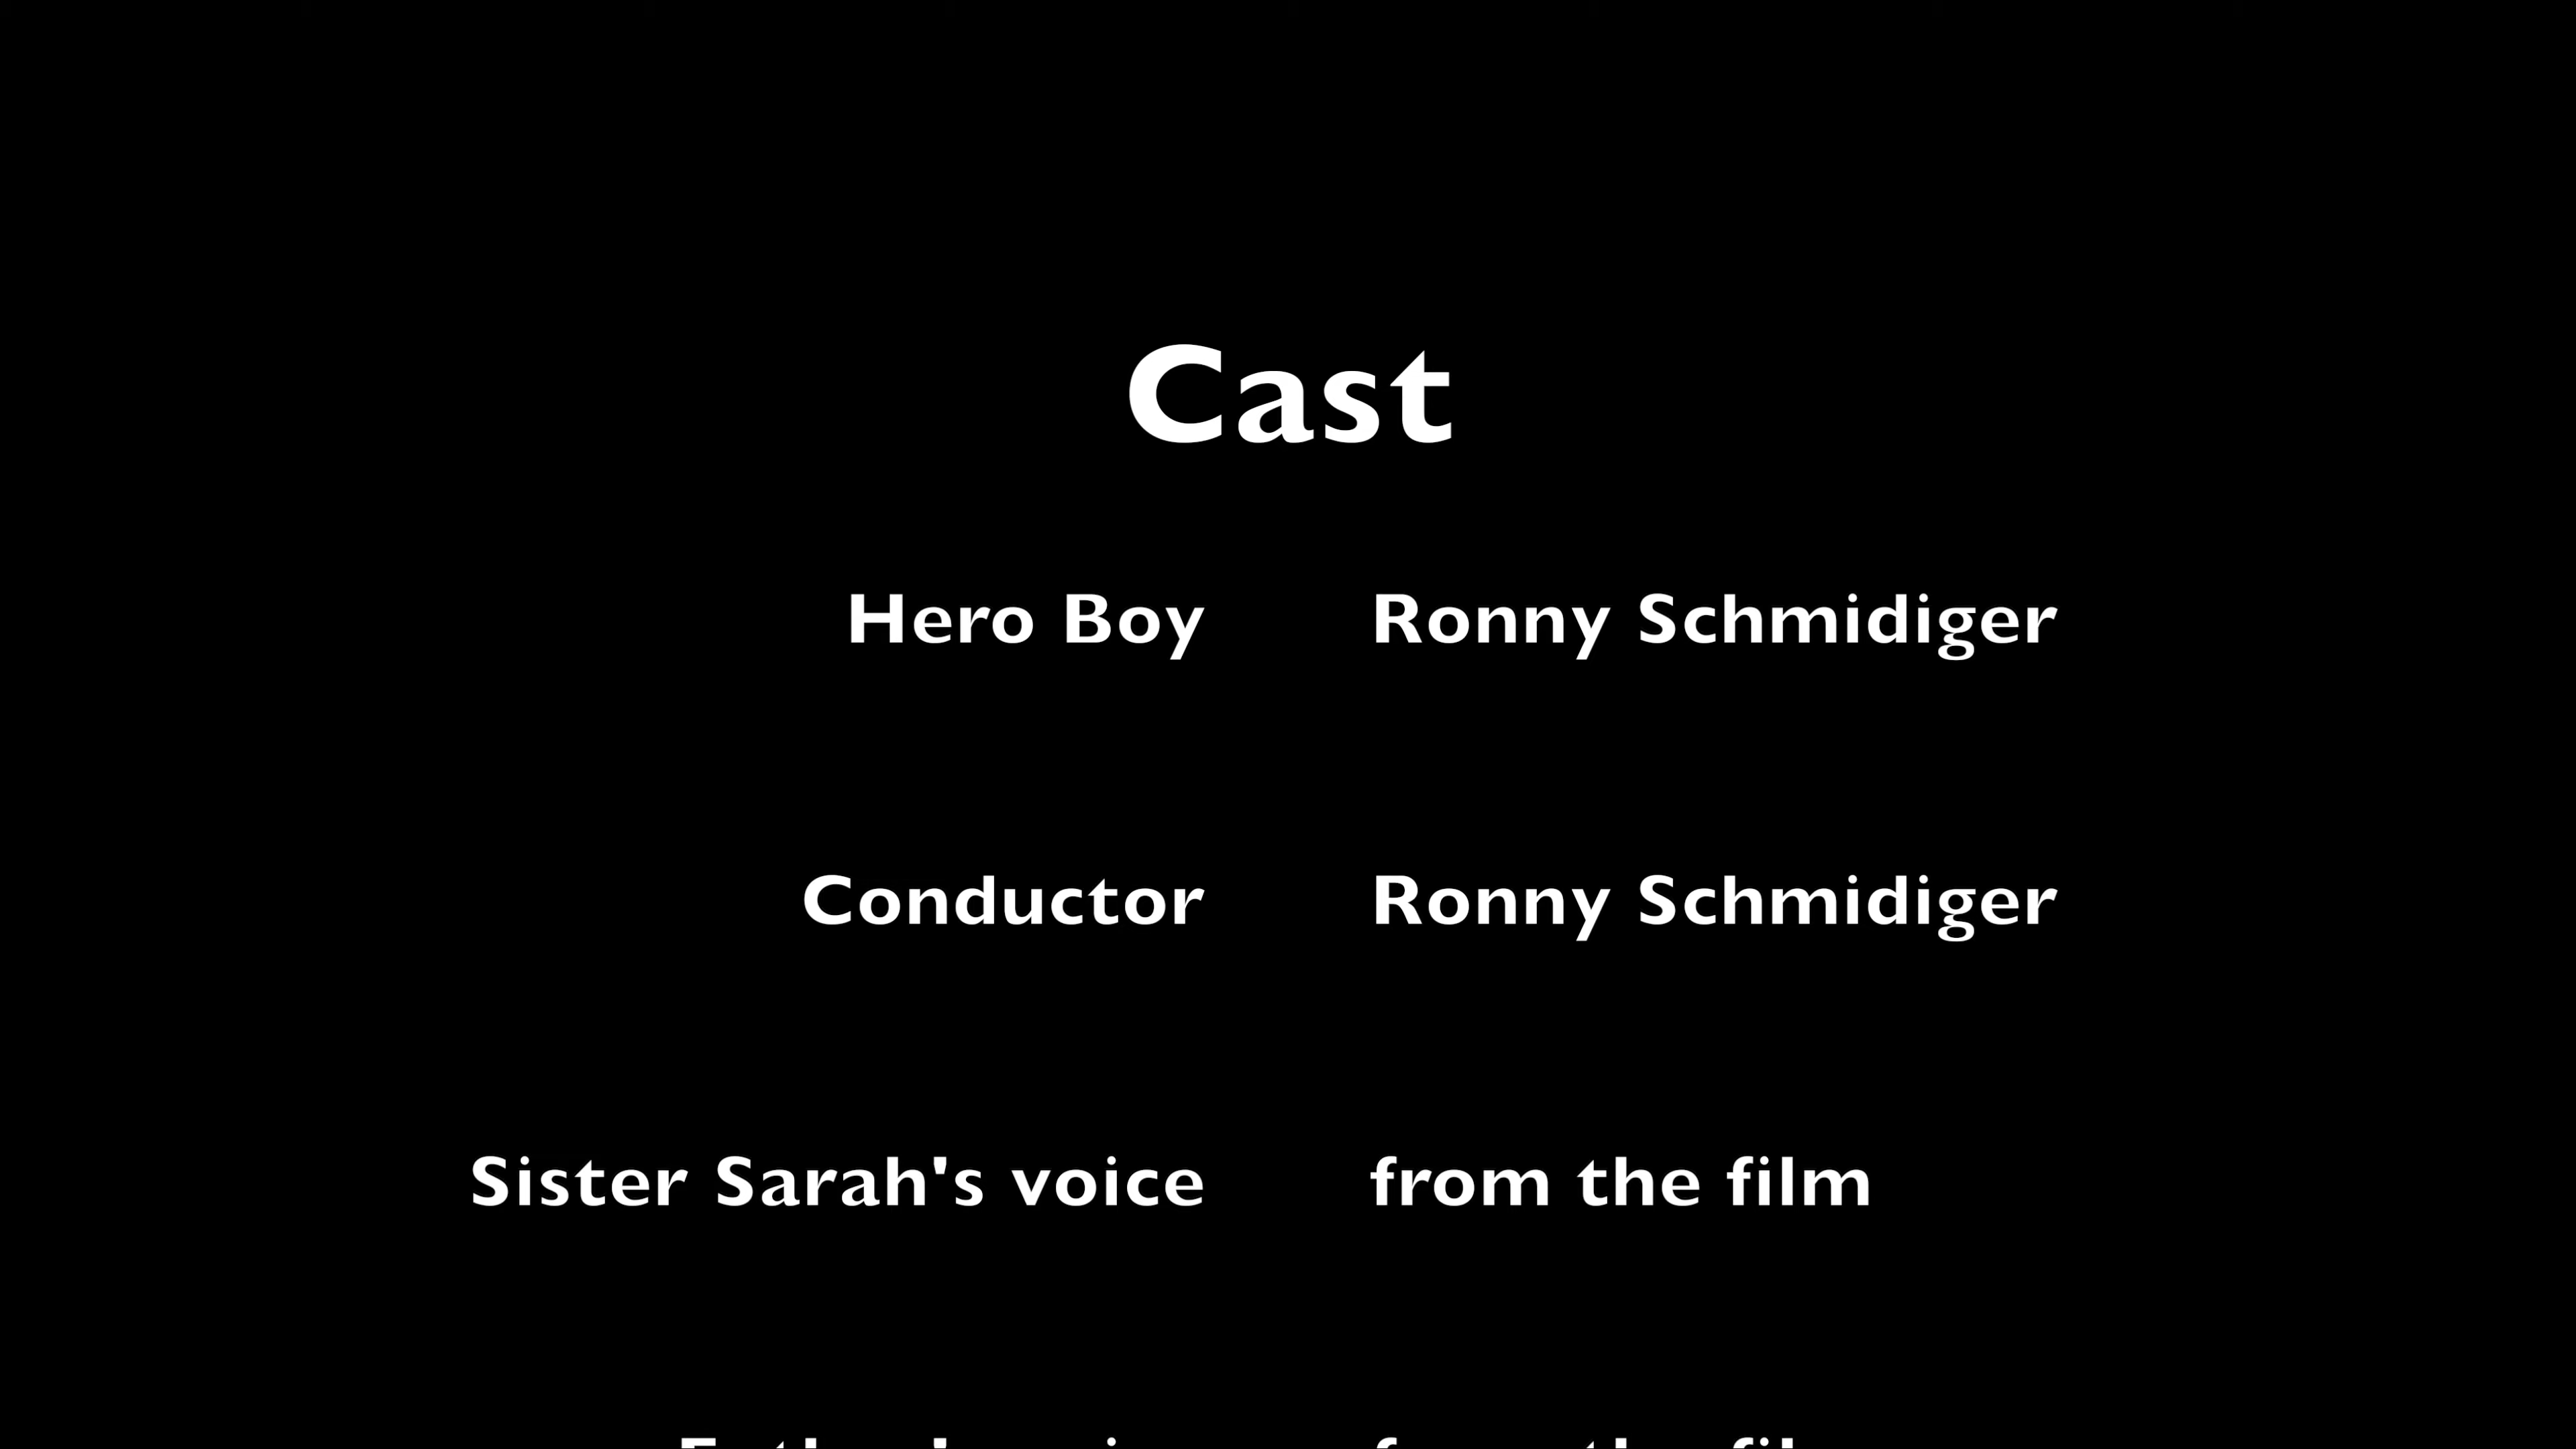 Cast
Hero Boy Ronny Schmidiger
Conductor Ronny Schmidiger
Sister Sarah's voice from the film